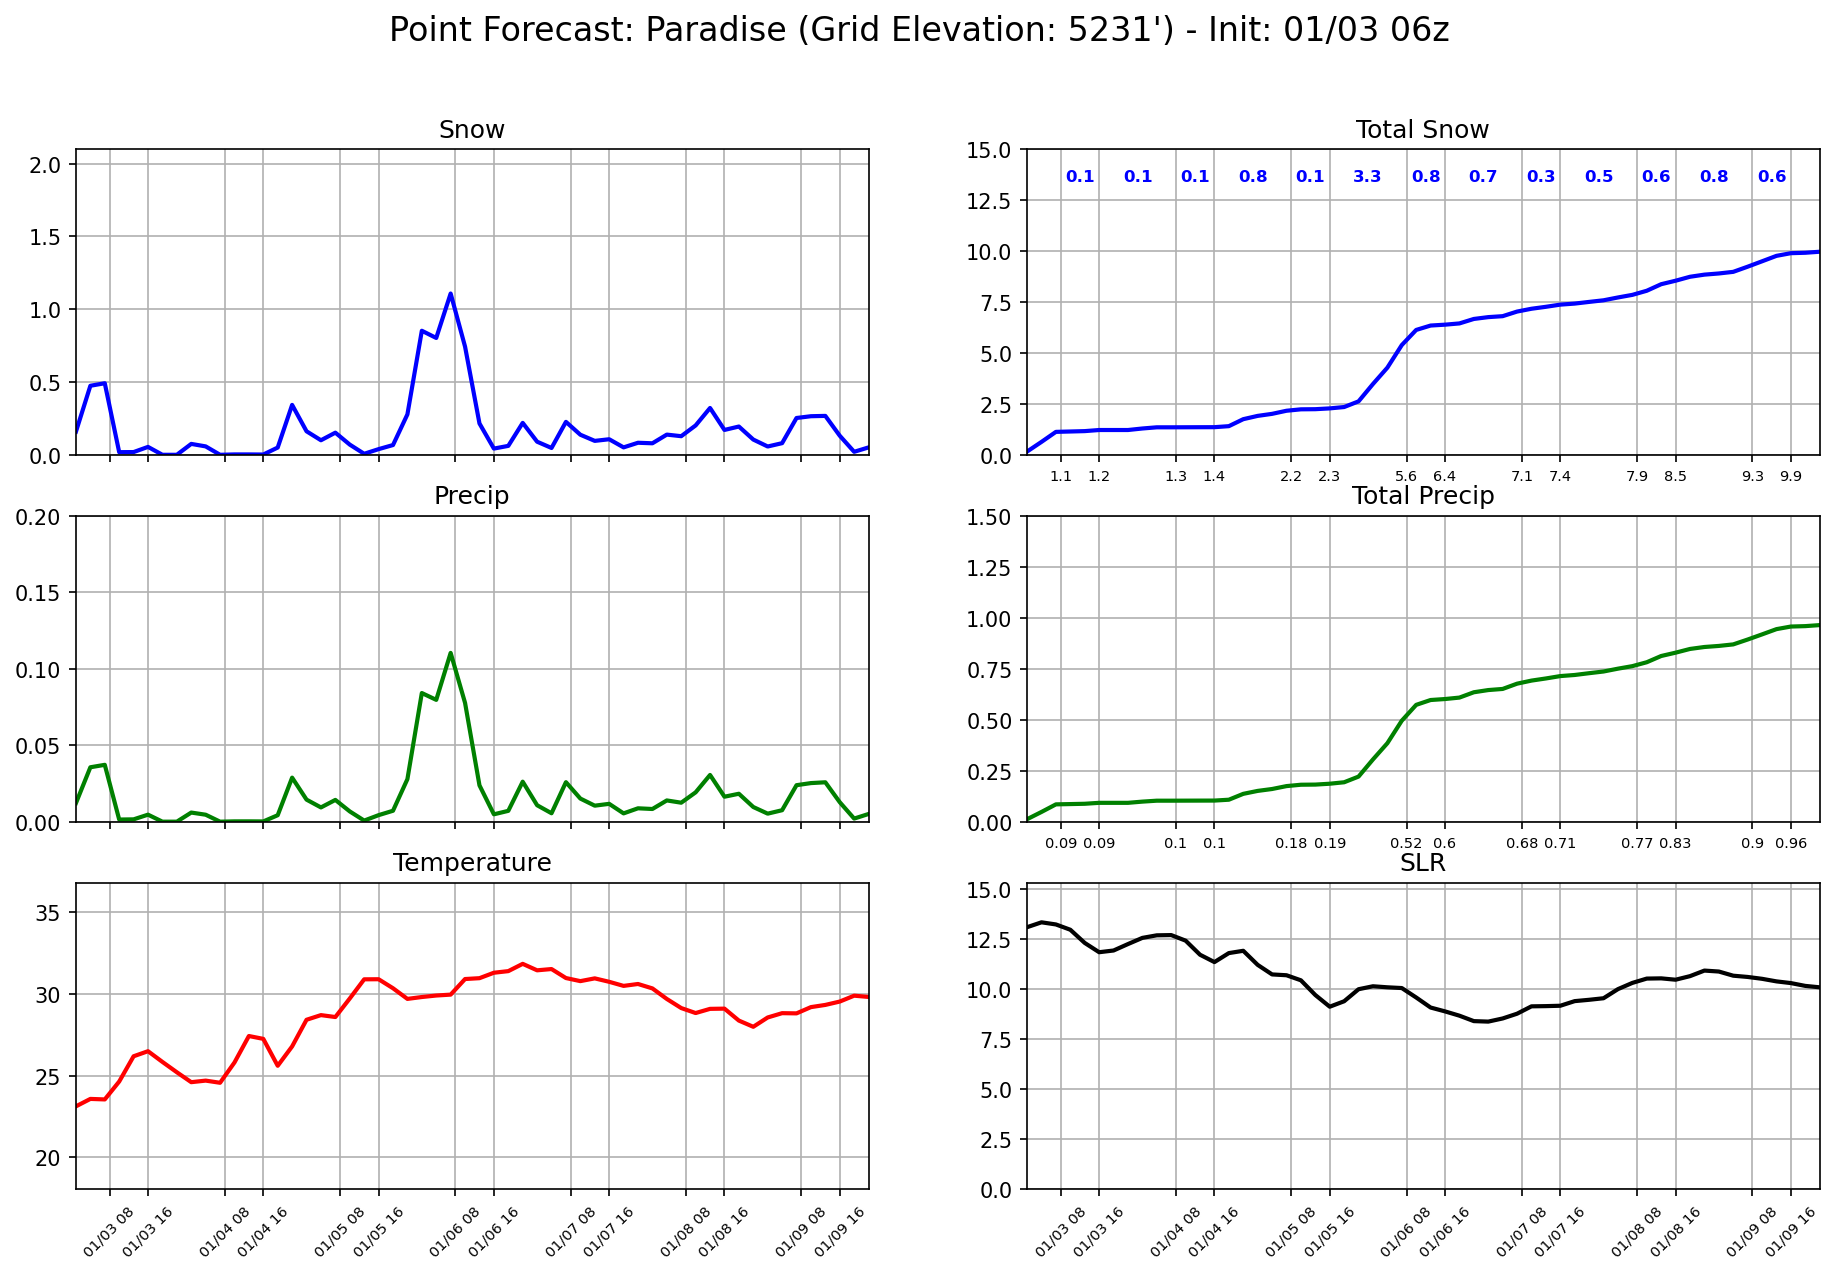 Point Forecast: Paradise (Grid Elevation: 5231') - Init: 01/03 06z
Snow
2.0
1.5
1.0
0.5
0.0
Total Snow
15.0
12.5
10.0
7.5
5.0
2.5
0.0
0.1 0.1 0.1 0.8 0.1 3.3 0.8 0.7 0.3 0.5 0.6 0.8 0.6
1.1 1.2 1.3 1.4 2.2 2.3 5.6 6.4 7.1 7.4 7.9 8.5 9.3 9.9
Precip
0.20
0.15
0.10
0.05
0.00
Total Precip
1.50
1.25
1.00
0.75
0.50
0.25
0.00
0.09 0.09 0.1 0.1 0.18 0.19 0.52 0.6 0.68 0.71 0.77 0.83 0.9 0.96
Temperature
35
30
25
20
01/03 08 01/03 16 01/04 08 01/04 16 01/05 08 01/05 16 01/06 08 01/06 16 01/07 08 01/07 16 01/08 08 01/08 16 01/09 08 01/09 16
SLR
15.0
12.5
10.0
7.5
5.0
2.5
0.0
01/03 08 01/03 16 01/04 08 01/04 16 01/05 08 01/05 16 01/06 08 01/06 16 01/07 08 01/07 16 01/08 08 01/08 16 01/09 08 01/09 16